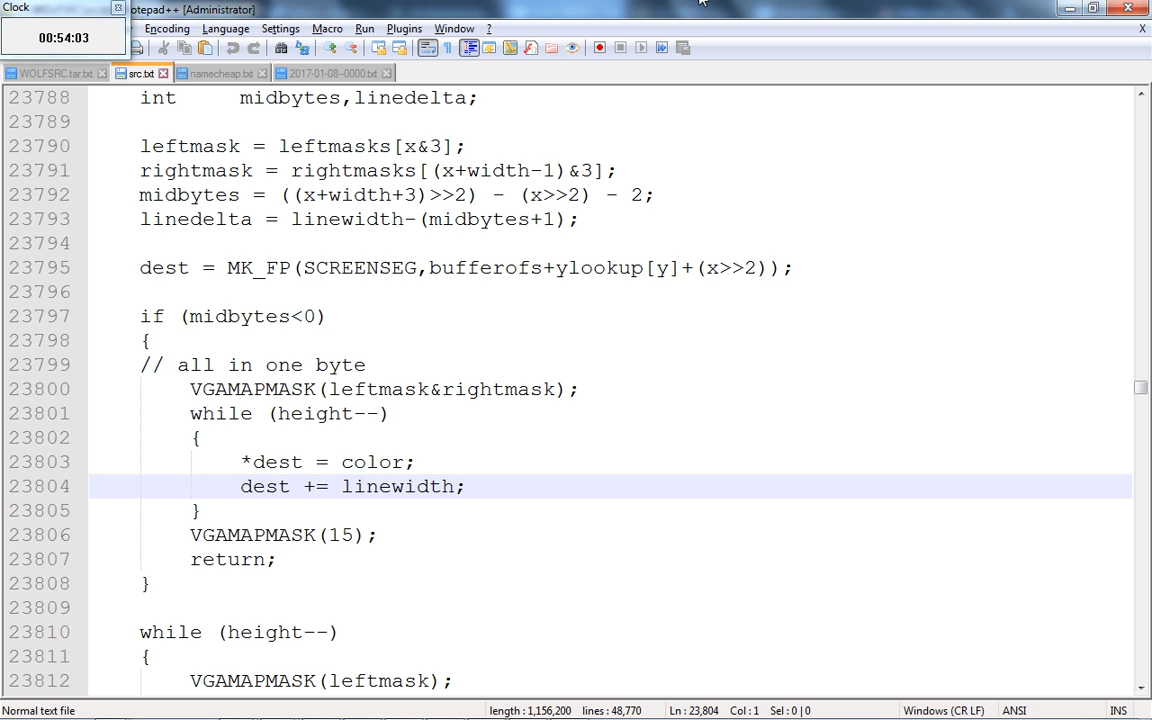 Clock
otepad++ [Administrator]
00:54:03
Encoding Language Settings Macro Run Plugins Window ? X
WOLFSRC.tar.txt src.txt namecheap.txt 2017-01-08-0000.txt
23788 int midbytes,linedelta;
23789
23790 leftmask = leftmasks[x&3];
23791 rightmask = rightmasks[(x+width-1)&3];
23792 midbytes = ((x+width+3)>>2) - (x>>2) - 2;
23793 linedelta = linewidth-(midbytes+1);
23794
23795 dest = MK_FP(SCREENSEG,bufferofs+ylookup[y]+(x>>2));
23796
23797 if (midbytes<0)
23798 {
23799 // all in one byte
23800 VGAMAPMASK(leftmask&rightmask);
23801 while (height--)
23802 {
23803 *dest = color;
23804 dest += linewidth;
23805 }
23806 VGAMAPMASK(15);
23807 return;
23808 }
23809
23810 while (height--)
23811 {
23812 VGAMAPMASK(leftmask);
Normal text file length : 1,156,200 lines : 48,770 Ln : 23,804 Col : 1 Sel : 0 | 0 Windows (CR LF) ANSI INS